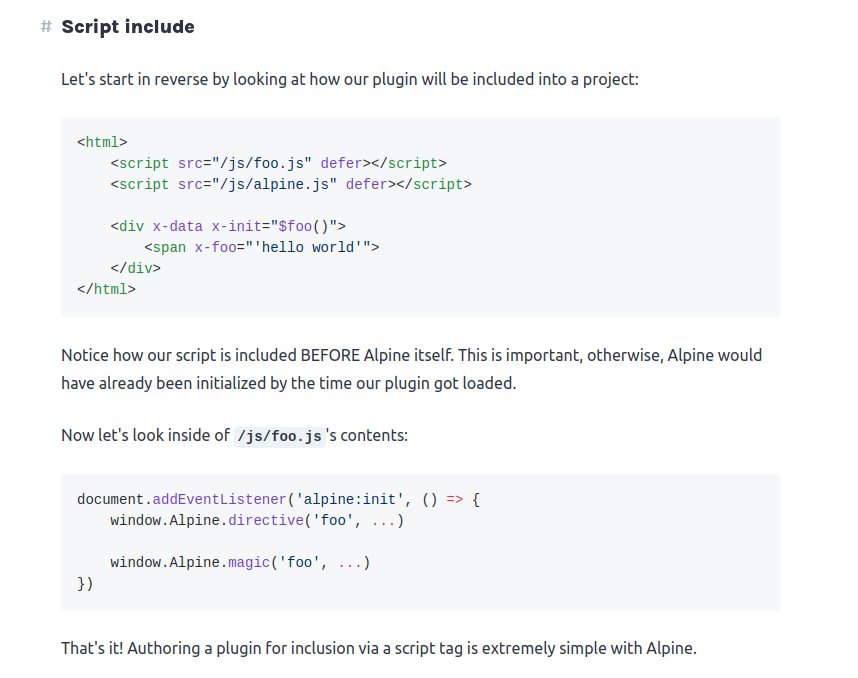 # Script include
Let's start in reverse by looking at how our plugin will be included into a project:
<html>
    <script src="/js/foo.js" defer></script>
    <script src="/js/alpine.js" defer></script>
    <div x-data x-init="$foo()">
        <span x-foo="'hello world'">
    </div>
</html>
Notice how our script is included BEFORE Alpine itself. This is important, otherwise, Alpine would
have already been initialized by the time our plugin got loaded.
Now let's look inside of /js/foo.js's contents:
document.addEventListener('alpine:init', () => {
    window.Alpine.directive('foo', ...)
    window.Alpine.magic('foo', ...)
})
That's it! Authoring a plugin for inclusion via a script tag is extremely simple with Alpine.